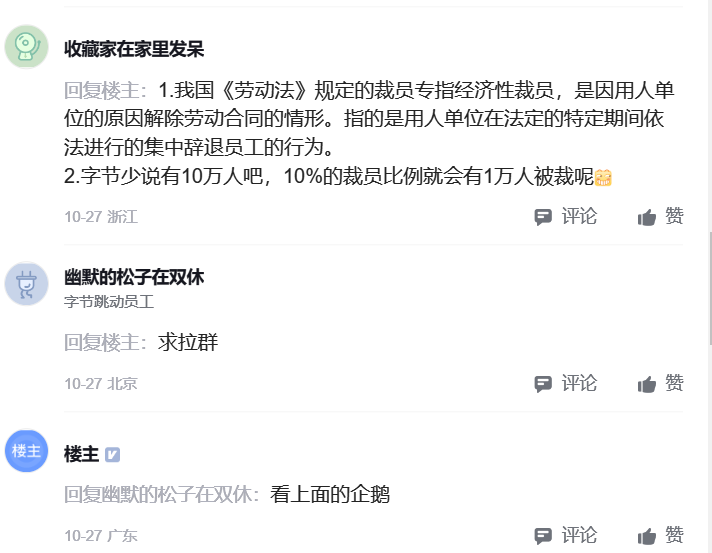 收藏家在家里发呆
回复楼主：1.我国《劳动法》规定的裁员专指经济性裁员，是因用人单
位的原因解除劳动合同的情形。指的是用人单位在法定的特定期间依
法进行的集中辞退员工的行为。
2.字节少说有10万人吧，10%的裁员比例就会有1万人被裁呢
10-27 浙江 评论 赞
幽默的松子在双休
字节跳动员工
回复楼主：求拉群
10-27 北京 评论 赞
楼主 楼主
回复幽默的松子在双休：看上面的企鹅
10-27 广东 评论 赞